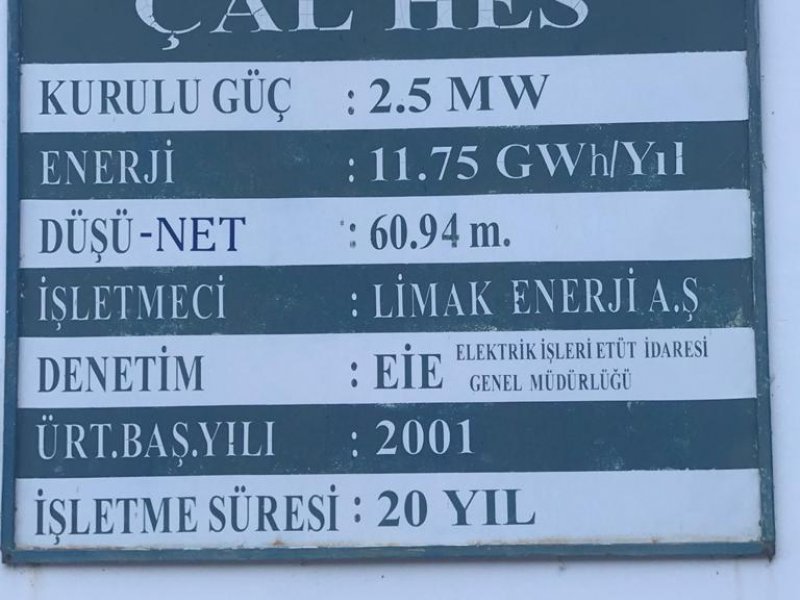 ÇAL HES
KURULU GÜÇ : 2.5 MW
ENERJİ : 11.75 GWh/Yıl
DÜŞÜ-NET : 60.94 m.
İŞLETMECİ : LİMAK ENERJİ A.Ş
DENETİM : EİE ELEKTRİK İŞLERİ ETÜT İDARESİ
GENEL MÜDÜRLÜĞÜ
ÜRT.BAŞ.YILI : 2001
İŞLETME SÜRESİ : 20 YIL